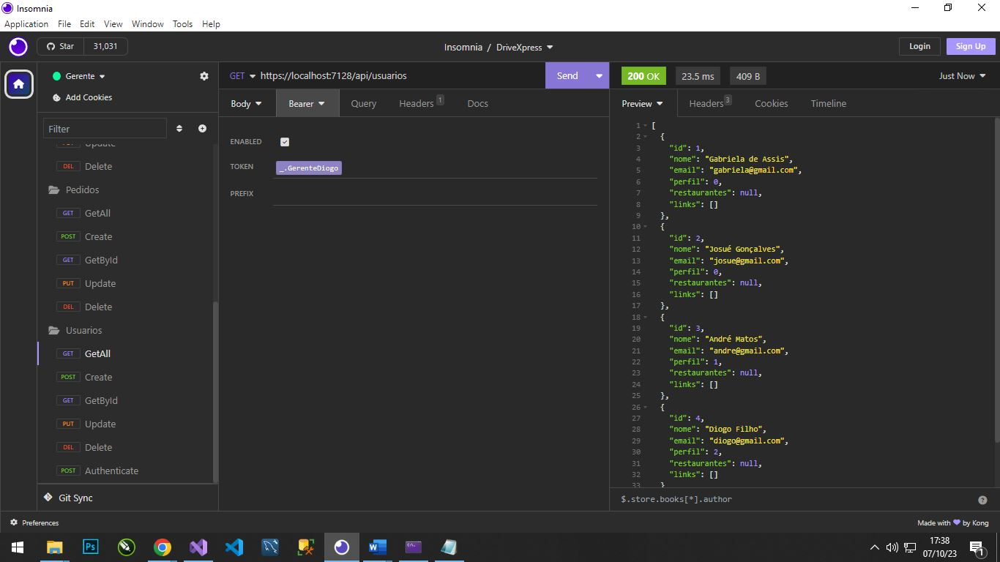 Insomnia
Application File Edit View Window Tools Help
Star 31,031
Insomnia / DriveXpress
Login Sign Up
Gerente
Add Cookies
Filter
Update
DEL Delete
Pedidos
GET GetAll
POST Create
GET GetById
PUT Update
DEL Delete
Usuarios
GET GetAll
POST Create
GET GetById
PUT Update
DEL Delete
POST Authenticate
Git Sync
GET https://localhost:7128/api/usuarios Send
Body Bearer Query Headers 1 Docs
ENABLED
TOKEN _.GerenteDiogo
PREFIX
200 OK 23.5 ms 409 B Just Now
Preview Headers 3 Cookies Timeline
1 [
2 {
3 "id": 1,
4 "nome": "Gabriela de Assis",
5 "email": "gabriela@gmail.com",
6 "perfil": 0,
7 "restaurantes": null,
8 "links": []
9 },
10 {
11 "id": 2,
12 "nome": "Josué Gonçalves",
13 "email": "josue@gmail.com",
14 "perfil": 0,
15 "restaurantes": null,
16 "links": []
17 },
18 {
19 "id": 3,
20 "nome": "André Matos",
21 "email": "andre@gmail.com",
22 "perfil": 1,
23 "restaurantes": null,
24 "links": []
25 },
26 {
27 "id": 4,
28 "nome": "Diogo Filho",
29 "email": "diogo@gmail.com",
30 "perfil": 2,
31 "restaurantes": null,
32 "links": []
33 }
$.store.books[*].author
Preferences
Made with by Kong
Ps
17:38
07/10/23
1